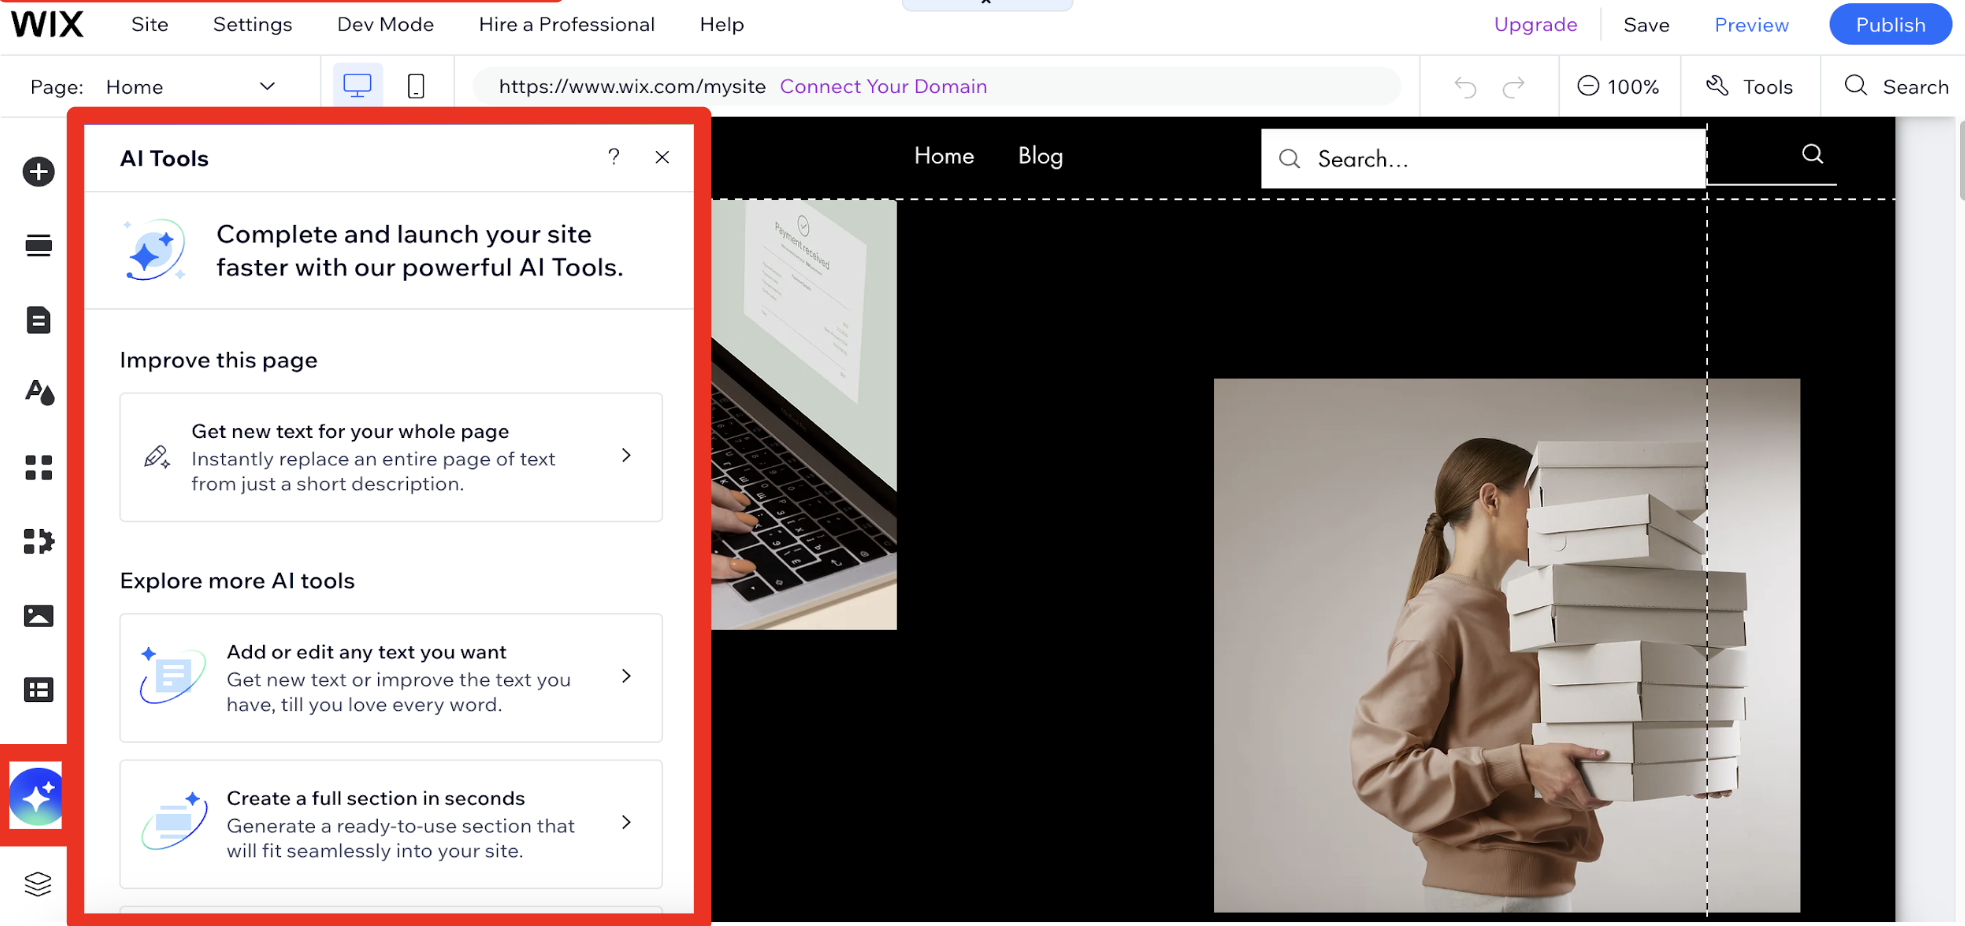 WIX Site Settings Dev Mode Hire a Professional Help Upgrade Save Preview Publish
Page: Home https://www.wix.com/mysite Connect Your Domain 100% Tools Search
AI Tools ?
Home Blog Search...
Complete and launch your site
faster with our powerful AI Tools.
Payment received
Improve this page
Get new text for your whole page
Instantly replace an entire page of text
from just a short description.
Explore more AI tools
Add or edit any text you want
Get new text or improve the text you
have, till you love every word.
Create a full section in seconds
Generate a ready-to-use section that
will fit seamlessly into your site.